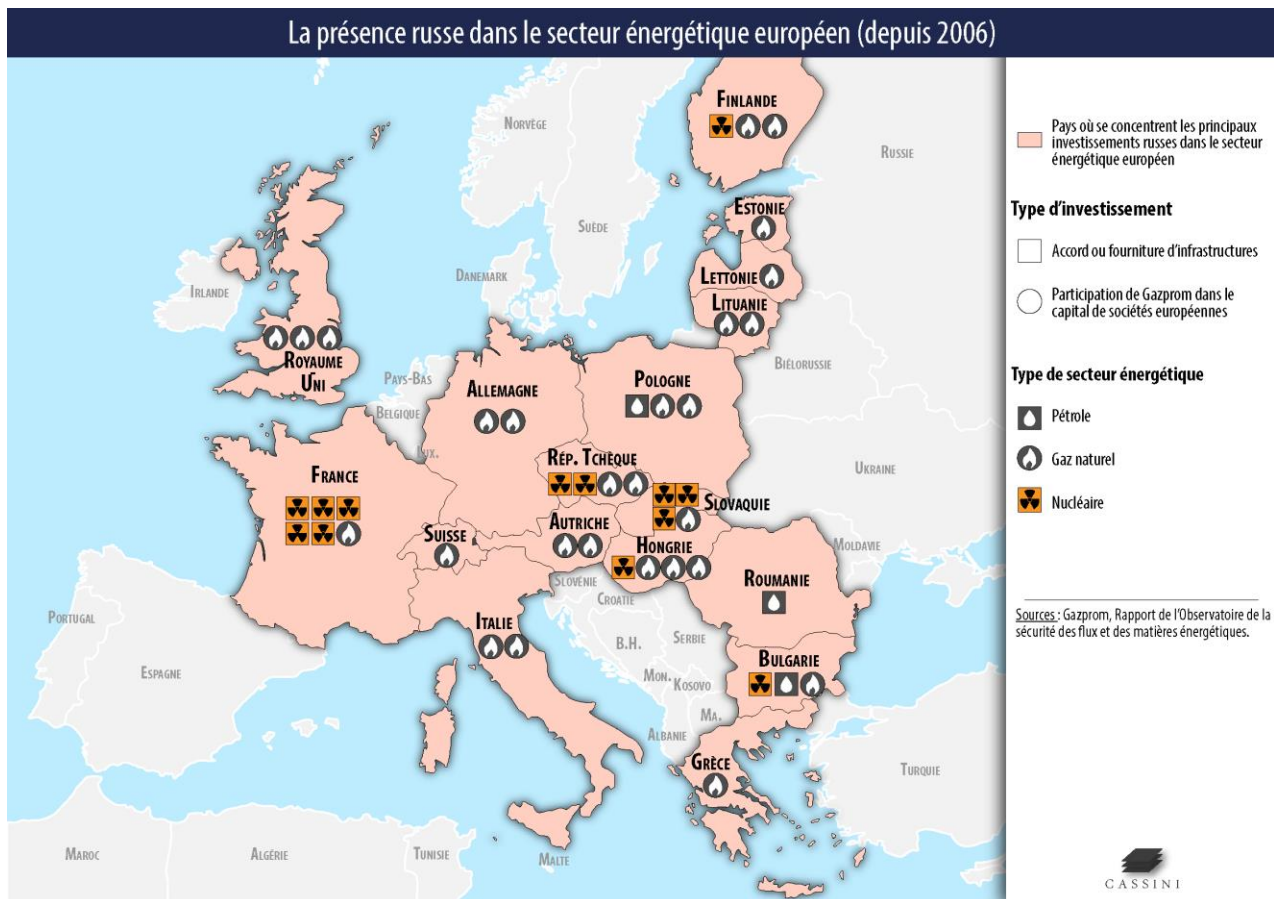 La présence russe dans le secteur énergétique européen (depuis 2006)
FINLANDE
NORVÈGE
RUSSIE
ESTONIE
SUÈDE
LETTONIE
DANEMARK
LITUANIE
IRLANDE
ROYAUME
UNI
PAYS-BAS
BIÉLORUSSIE
ALLEMAGNE
POLOGNE
BELGIQUE
LUX.
RÉP. TCHÈQUE
UKRAINE
FRANCE
SLOVAQUIE
AUTRICHE
SUISSE
HONGRIE
MOLDAVIE
ROUMANIE
SLOVÉNIE
CROATIE
PORTUGAL
ITALIE
B.H.
SERBIE
ESPAGNE
BULGARIE
MON.
KOSOVO
MA.
ALBANIE
GRÈCE
TURQUIE
MAROC
ALGÉRIE
TUNISIE
MALTE
Pays où se concentrent les principaux
investissements russes dans le secteur
énergétique européen
Type d'investissement
Accord ou fourniture d'infrastructures
Participation de Gazprom dans le
capital de sociétés européennes
Type de secteur énergétique
Pétrole
Gaz naturel
Nucléaire
Sources : Gazprom, Rapport de l'Observatoire de la
sécurité des flux et des matières énergétiques.
CASSINI